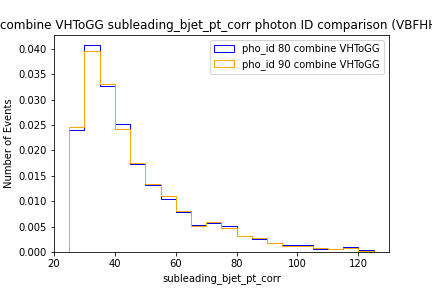 combine VHToGG subleading_bjet_pt_corr photon ID comparison (VBFHH
pho_id 80 combine VHToGG
pho_id 90 combine VHToGG
Number of Events
0.040
0.035
0.030
0.025
0.020
0.015
0.010
0.005
0.000
20 40 60 80 100 120
subleading_bjet_pt_corr